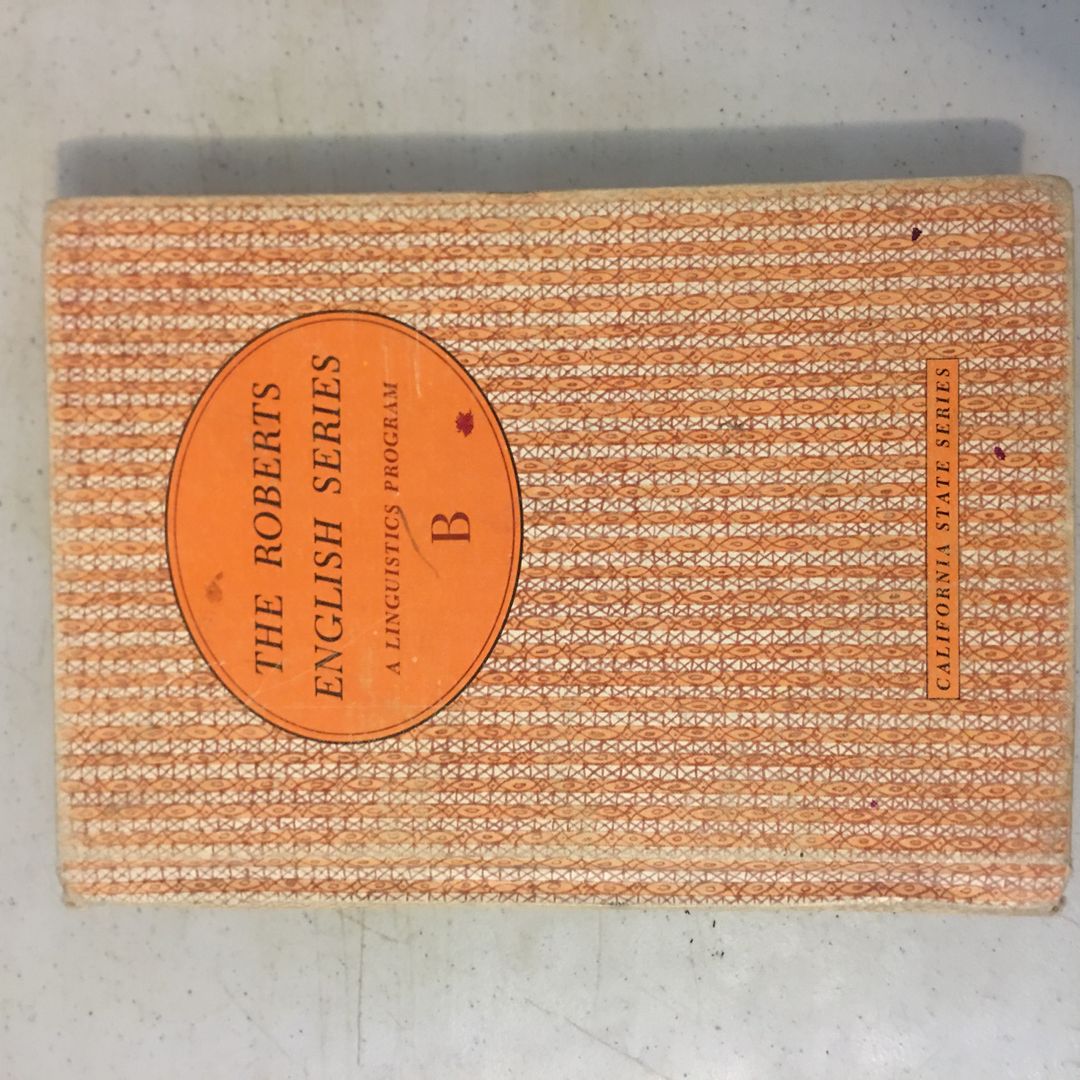 THE ROBERTS
ENGLISH SERIES
A LINGUISTICS PROGRAM
B
CALIFORNIA STATE SERIES